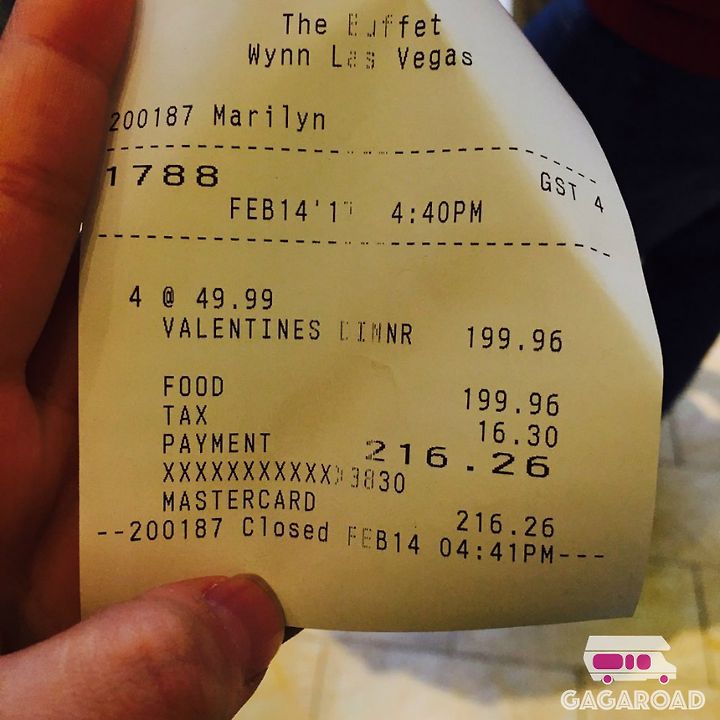 The Buffet
Wynn Las Vegas
200187 Marilyn
1788 GST 4
FEB14'1 4:40PM
4 @ 49.99
VALENTINES DINNR 199.96
FOOD 199.96
TAX 16.30
PAYMENT 216.26
XXXXXXXXXXXX3830
MASTERCARD 216.26
--200187 Closed FEB14 04:41PM---
GAGAROAD